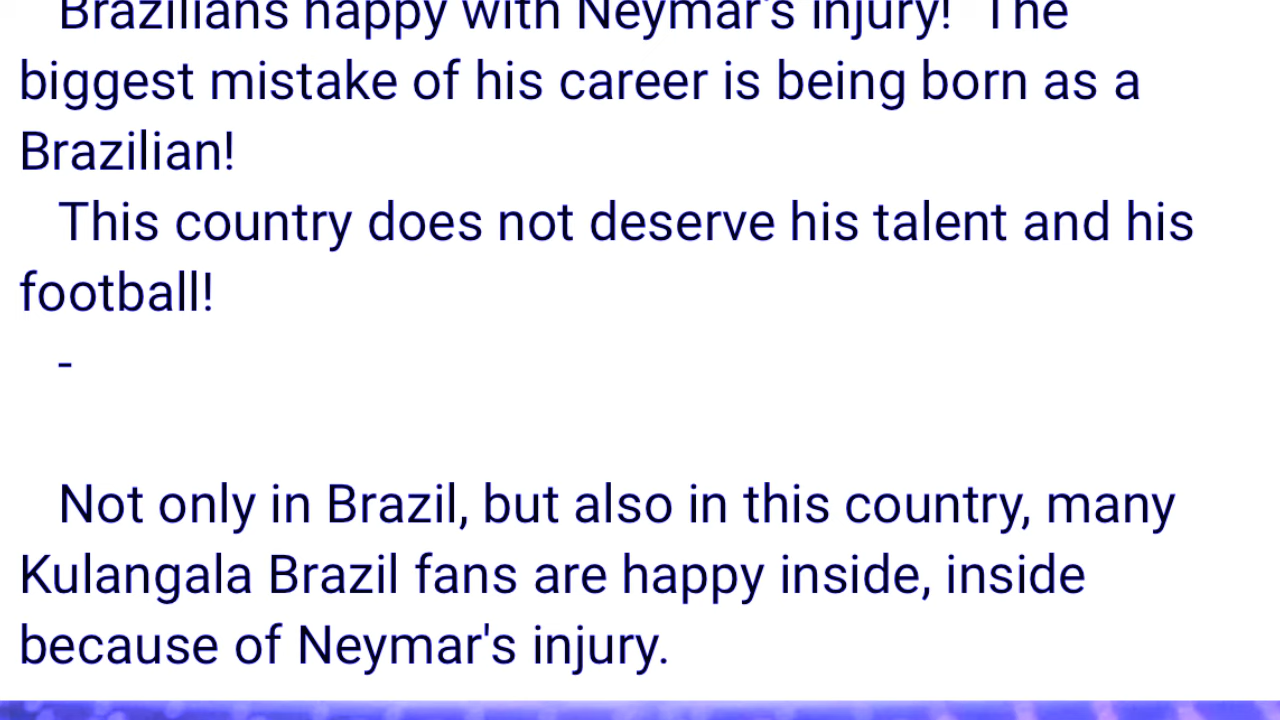 Brazilians happy with Neymar's injury! The
biggest mistake of his career is being born as a
Brazilian!
This country does not deserve his talent and his
football!
-
Not only in Brazil, but also in this country, many
Kulangala Brazil fans are happy inside, inside
because of Neymar's injury.